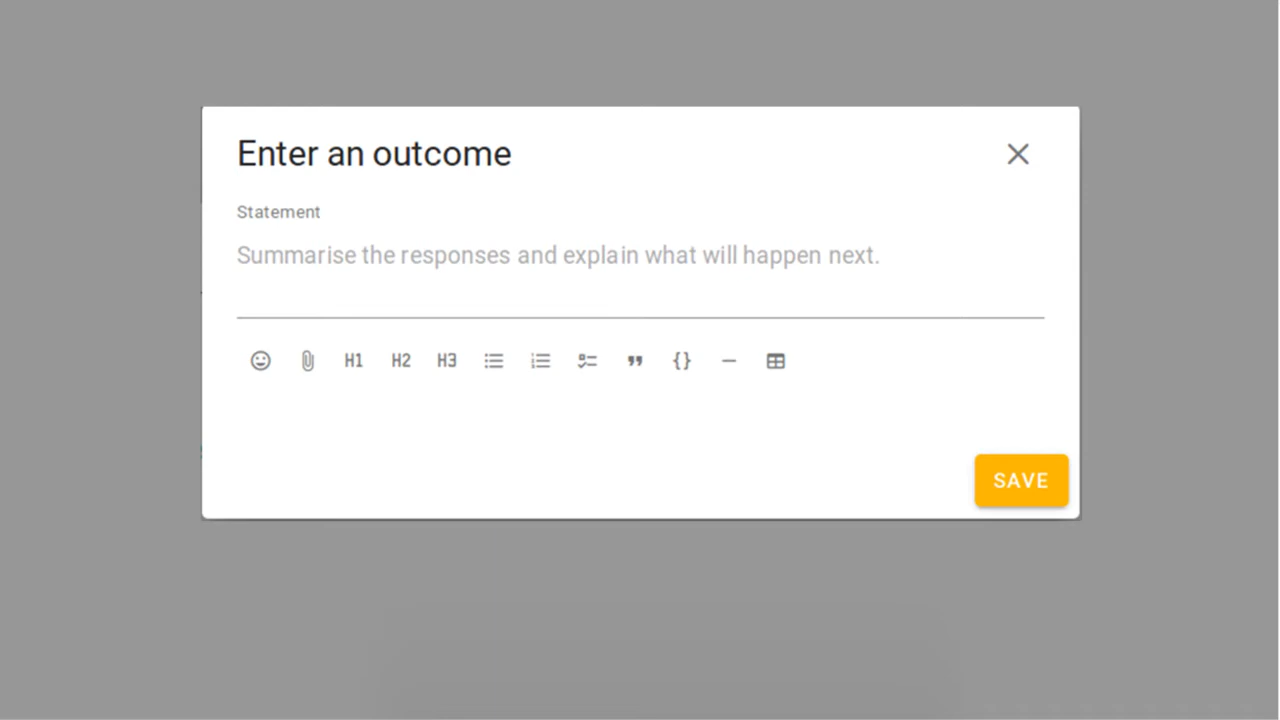 Enter an outcome
Statement
Summarise the responses and explain what will happen next.
H1 H2 H3
SAVE